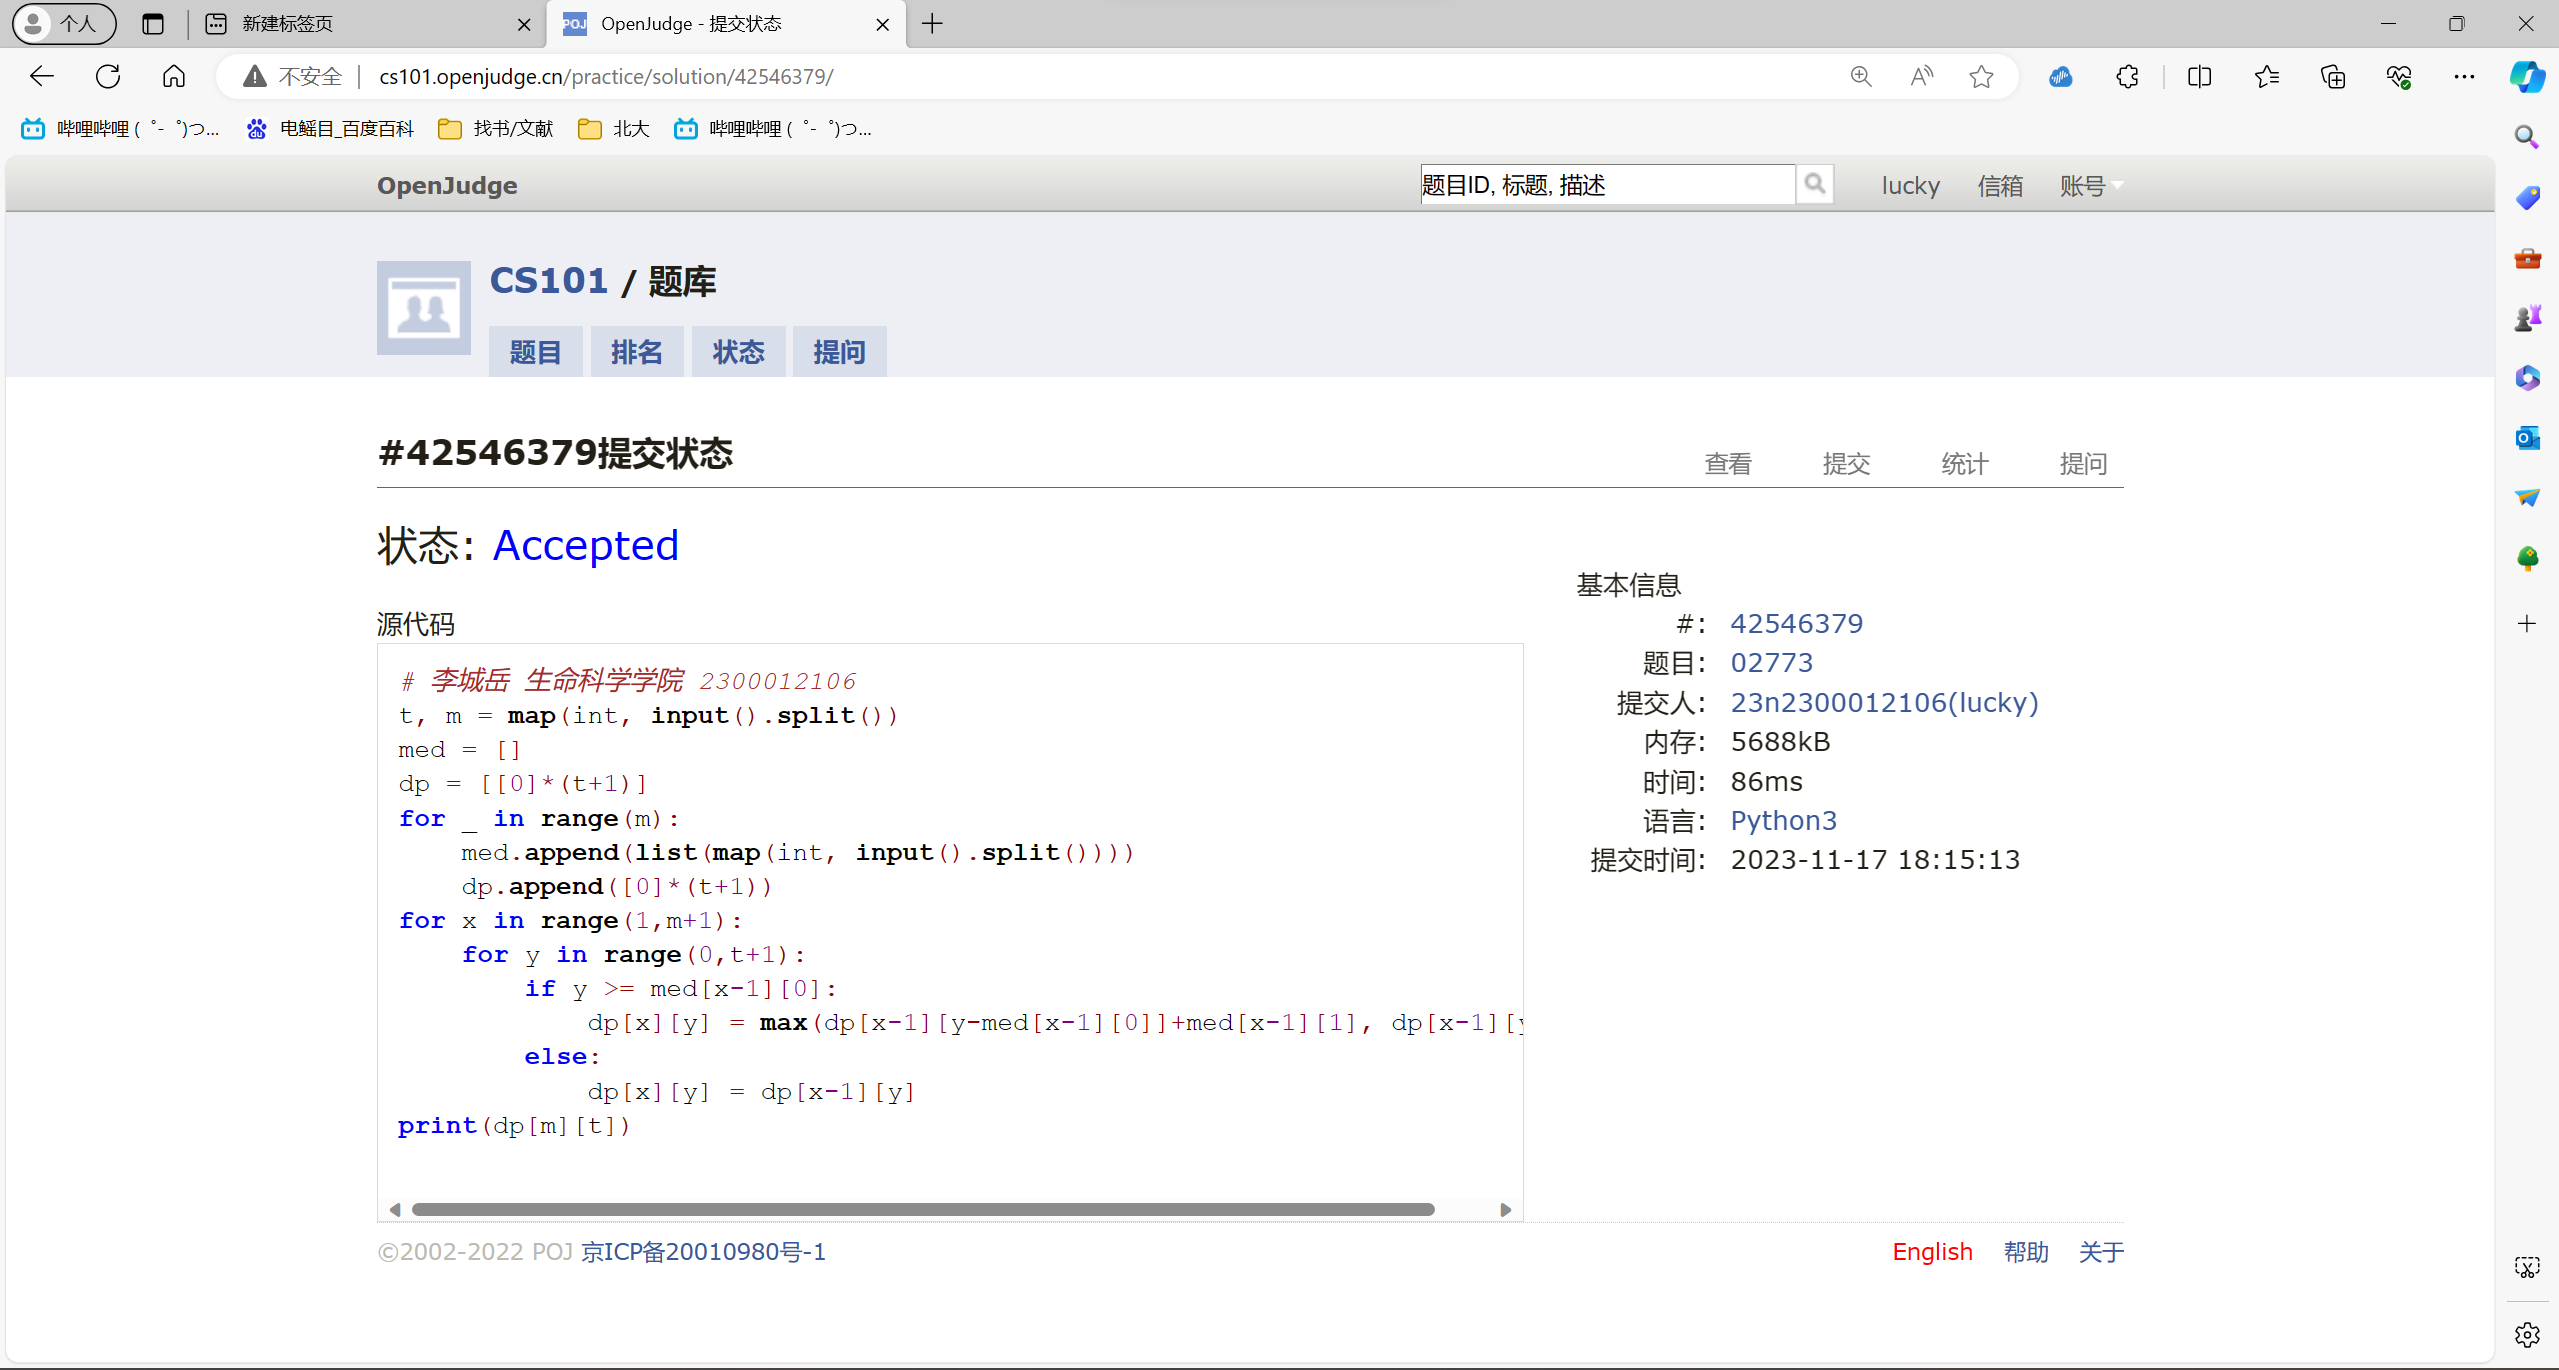 个人
新建标签页
OpenJudge - 提交状态
不安全
cs101.openjudge.cn/practice/solution/42546379/
哔哩哔哩 ( ゜- ゜)つ...
电鳐目_百度百科
找书/文献
北大
哔哩哔哩 ( ゜- ゜)つ...
OpenJudge
题目ID, 标题, 描述
lucky
信箱
账号
CS101 / 题库
题目
排名
状态
提问
#42546379提交状态
查看
提交
统计
提问
状态: Accepted
源代码
# 李城岳 生命科学学院 2300012106
t, m = map(int, input().split())
med = []
dp = [[0]*(t+1)]
for _ in range(m):
    med.append(list(map(int, input().split())))
    dp.append([0]*(t+1))
for x in range(1,m+1):
    for y in range(0,t+1):
        if y >= med[x-1][0]:
            dp[x][y] = max(dp[x-1][y-med[x-1][0]]+med[x-1][1], dp[x-1][y
        else:
            dp[x][y] = dp[x-1][y]
print(dp[m][t])
基本信息
#: 42546379
题目: 02773
提交人: 23n2300012106(lucky)
内存: 5688kB
时间: 86ms
语言: Python3
提交时间: 2023-11-17 18:15:13
©2002-2022 POJ 京ICP备20010980号-1
English
帮助
关于